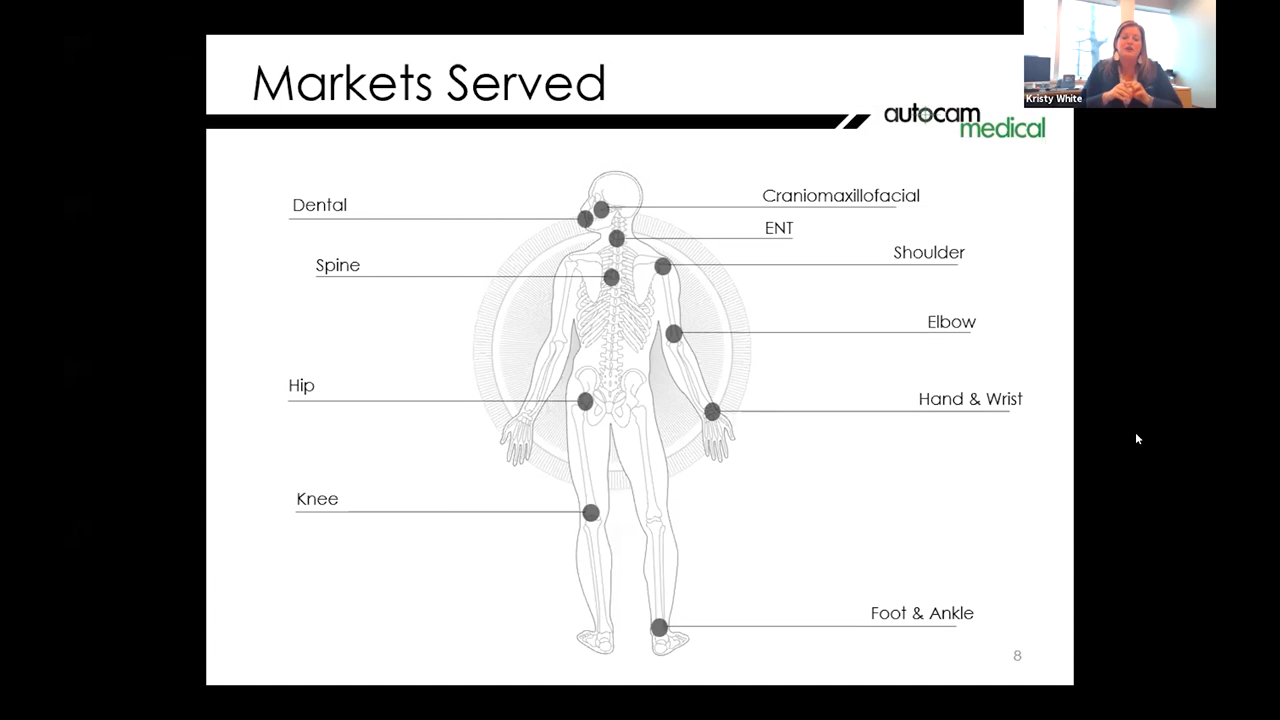 Markets Served
Kristy White
autocam
medical
Dental
Craniomaxillofacial
ENT
Shoulder
Spine
Elbow
Hip
Hand & Wrist
Knee
Foot & Ankle
8